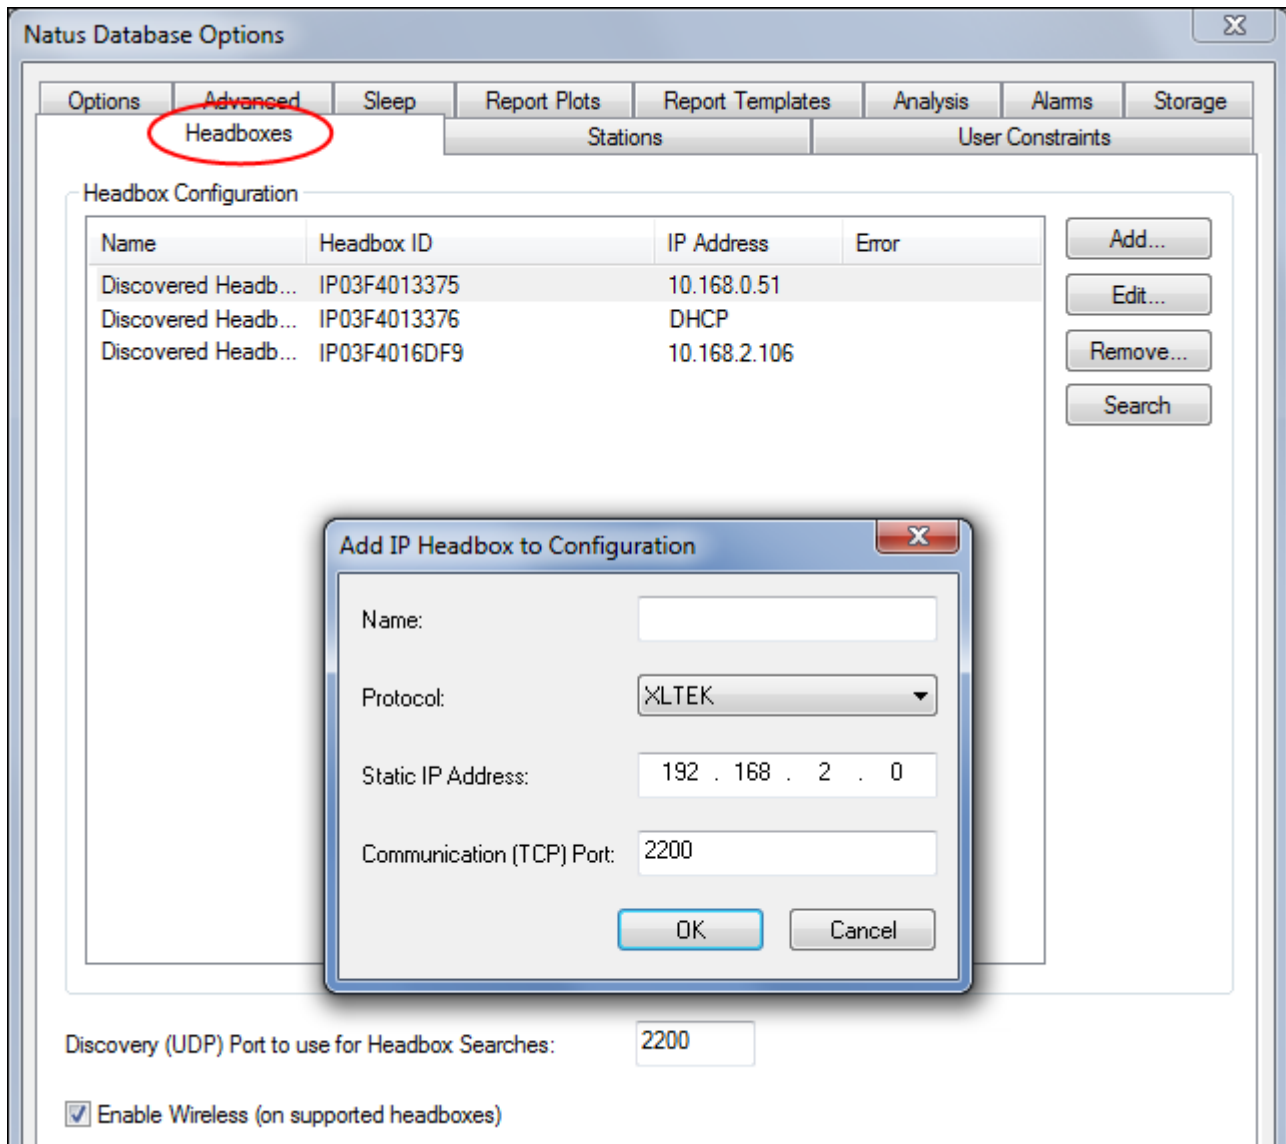 Natus Database Options
Options Advanced Sleep Report Plots Report Templates Analysis Alarms Storage
Headboxes Stations User Constraints
Headbox Configuration
Name Headbox ID IP Address Error
Discovered Headb... IP03F4013375 10.168.0.51
Discovered Headb... IP03F4013376 DHCP
Discovered Headb... IP03F4016DF9 10.168.2.106
Add...
Edit...
Remove...
Search
Add IP Headbox to Configuration
Name:
Protocol: XLTEK
Static IP Address: 192 . 168 . 2 . 0
Communication (TCP) Port: 2200
OK Cancel
Discovery (UDP) Port to use for Headbox Searches: 2200
Enable Wireless (on supported headboxes)